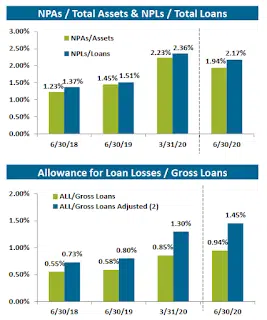 NPAs / Total Assets & NPLs / Total Loans
3.00%
2.50%
2.00%
1.50%
1.00%
0.50%
0.00%
NPAs/Assets
NPLs/Loans
1.23% 1.37%
1.45% 1.51%
2.23% 2.36%
1.94% 2.17%
6/30/18 6/30/19 3/31/20 6/30/20
Allowance for Loan Losses / Gross Loans
2.00%
1.50%
1.00%
0.50%
0.00%
ALL/Gross Loans
ALL/Gross Loans Adjusted (2)
0.55% 0.73%
0.58% 0.80%
0.85% 1.30%
0.94% 1.45%
6/30/18 6/30/19 3/31/20 6/30/20